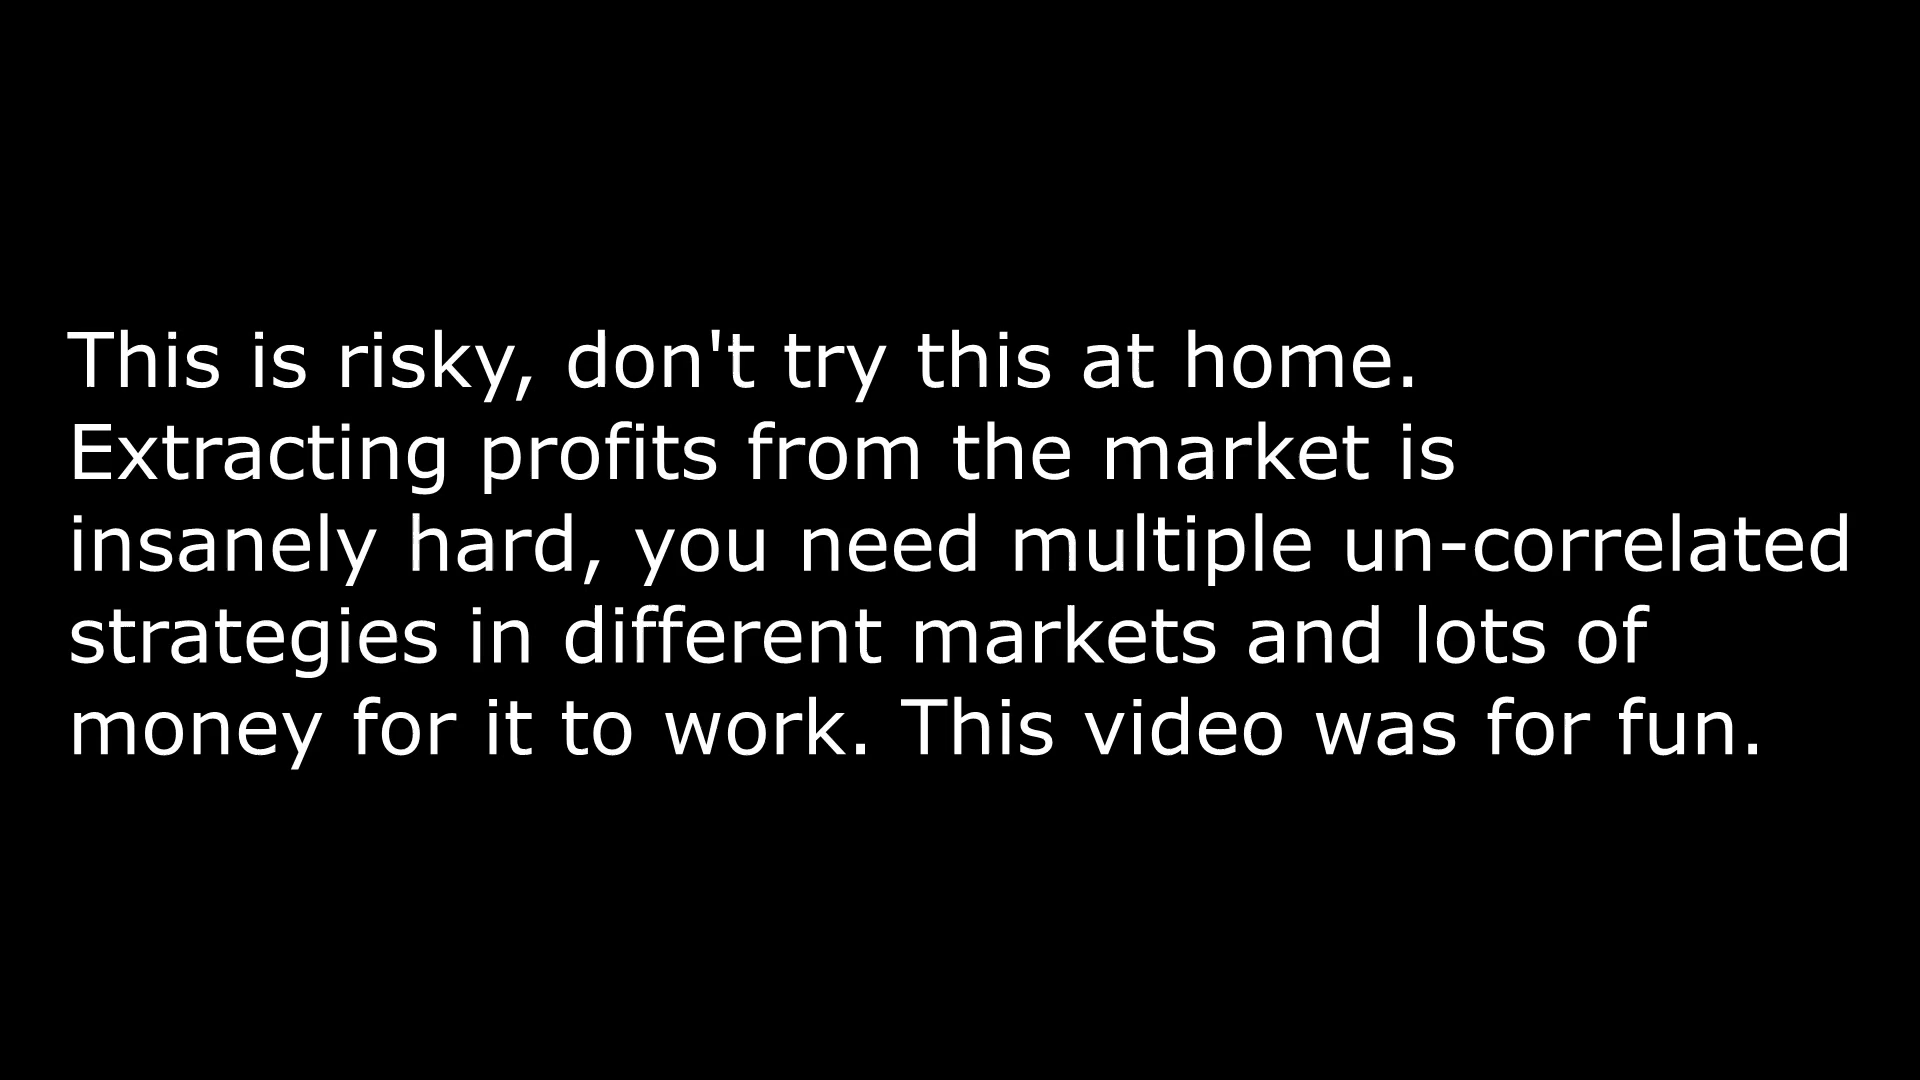 This is risky, don't try this at home.
Extracting profits from the market is
insanely hard, you need multiple un-correlated
strategies in different markets and lots of
money for it to work. This video was for fun.